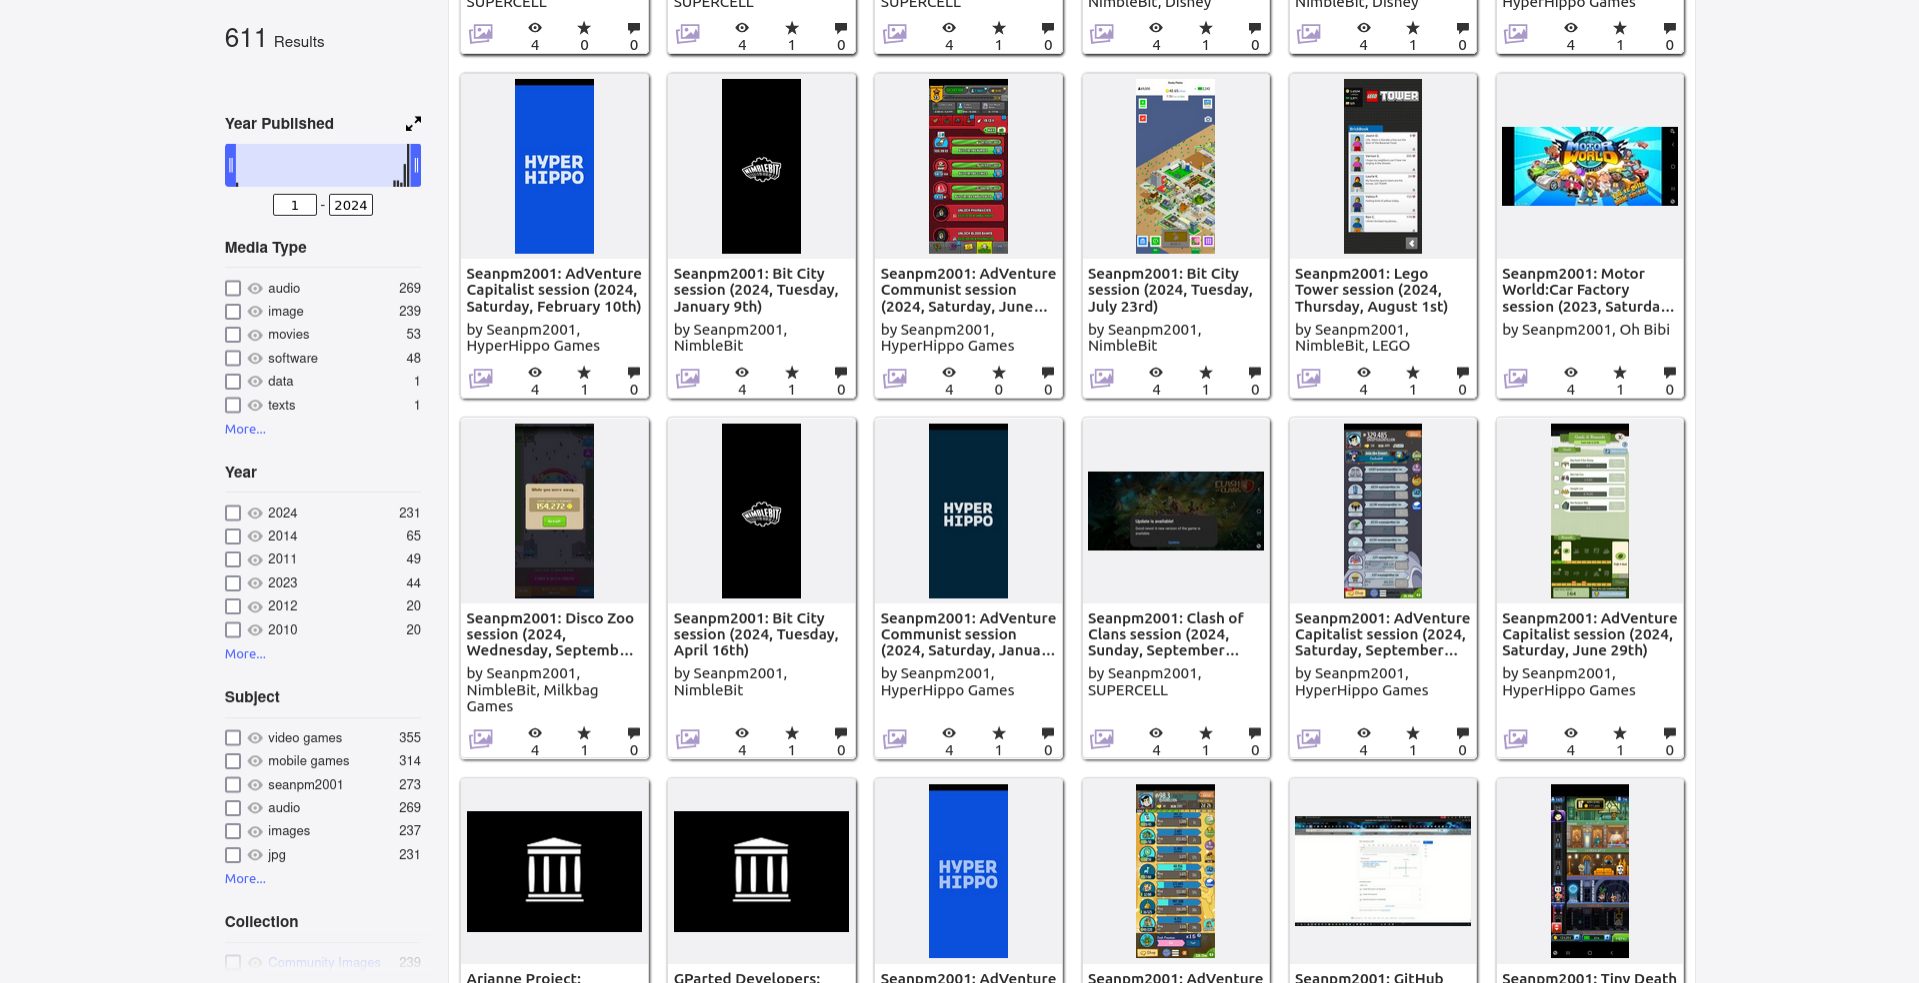 611 Results
Year Published
1 - 2024
Media Type
audio 269
image 239
movies 53
software 48
data 1
texts 1
More...
Year
2024 231
2014 65
2011 49
2023 44
2012 20
2010 20
More...
Subject
video games 355
mobile games 314
seanpm2001 273
audio 269
images 237
jpg 231
More...
Collection
Community Images 239
SUPERCELL
4 0 0
SUPERCELL
4 1 0
SUPERCELL
4 1 0
NimbleBit, Disney
4 1 0
NimbleBit, Disney
4 1 0
HyperHippo Games
4 1 0
HYPER
HIPPO
Seanpm2001: AdVenture
Capitalist session (2024,
Saturday, February 10th)
by Seanpm2001,
HyperHippo Games
4 1 0
NIMBLEBIT
Seanpm2001: Bit City
session (2024, Tuesday,
January 9th)
by Seanpm2001,
NimbleBit
4 1 0
Seanpm2001: AdVenture
Communist session
(2024, Saturday, June...
by Seanpm2001,
HyperHippo Games
4 0 0
Seanpm2001: Bit City
session (2024, Tuesday,
July 23rd)
by Seanpm2001,
NimbleBit
4 1 0
TOWER
Seanpm2001: Lego
Tower session (2024,
Thursday, August 1st)
by Seanpm2001,
NimbleBit, LEGO
4 1 0
MOTOR
WORLD
Seanpm2001: Motor
World:Car Factory
session (2023, Saturda...
by Seanpm2001, Oh Bibi
4 1 0
While you were away...
154,272
Seanpm2001: Disco Zoo
session (2024,
Wednesday, Septemb...
by Seanpm2001,
NimbleBit, Milkbag
Games
4 1 0
NIMBLEBIT
Seanpm2001: Bit City
session (2024, Tuesday,
April 16th)
by Seanpm2001,
NimbleBit
4 1 0
HYPER
HIPPO
Seanpm2001: AdVenture
Communist session
(2024, Saturday, Janua...
by Seanpm2001,
HyperHippo Games
4 1 0
CLASH
CLANS
Update is available!
Seanpm2001: Clash of
Clans session (2024,
Sunday, September...
by Seanpm2001,
SUPERCELL
4 1 0
Seanpm2001: AdVenture
Capitalist session (2024,
Saturday, September...
by Seanpm2001,
HyperHippo Games
4 1 0
Seanpm2001: AdVenture
Capitalist session (2024,
Saturday, June 29th)
by Seanpm2001,
HyperHippo Games
4 1 0
Arianne Project:
GParted Developers:
HYPER
HIPPO
Seanpm2001: AdVenture
Seanpm2001: AdVenture
Seanpm2001: GitHub
Seanpm2001: Tiny Death